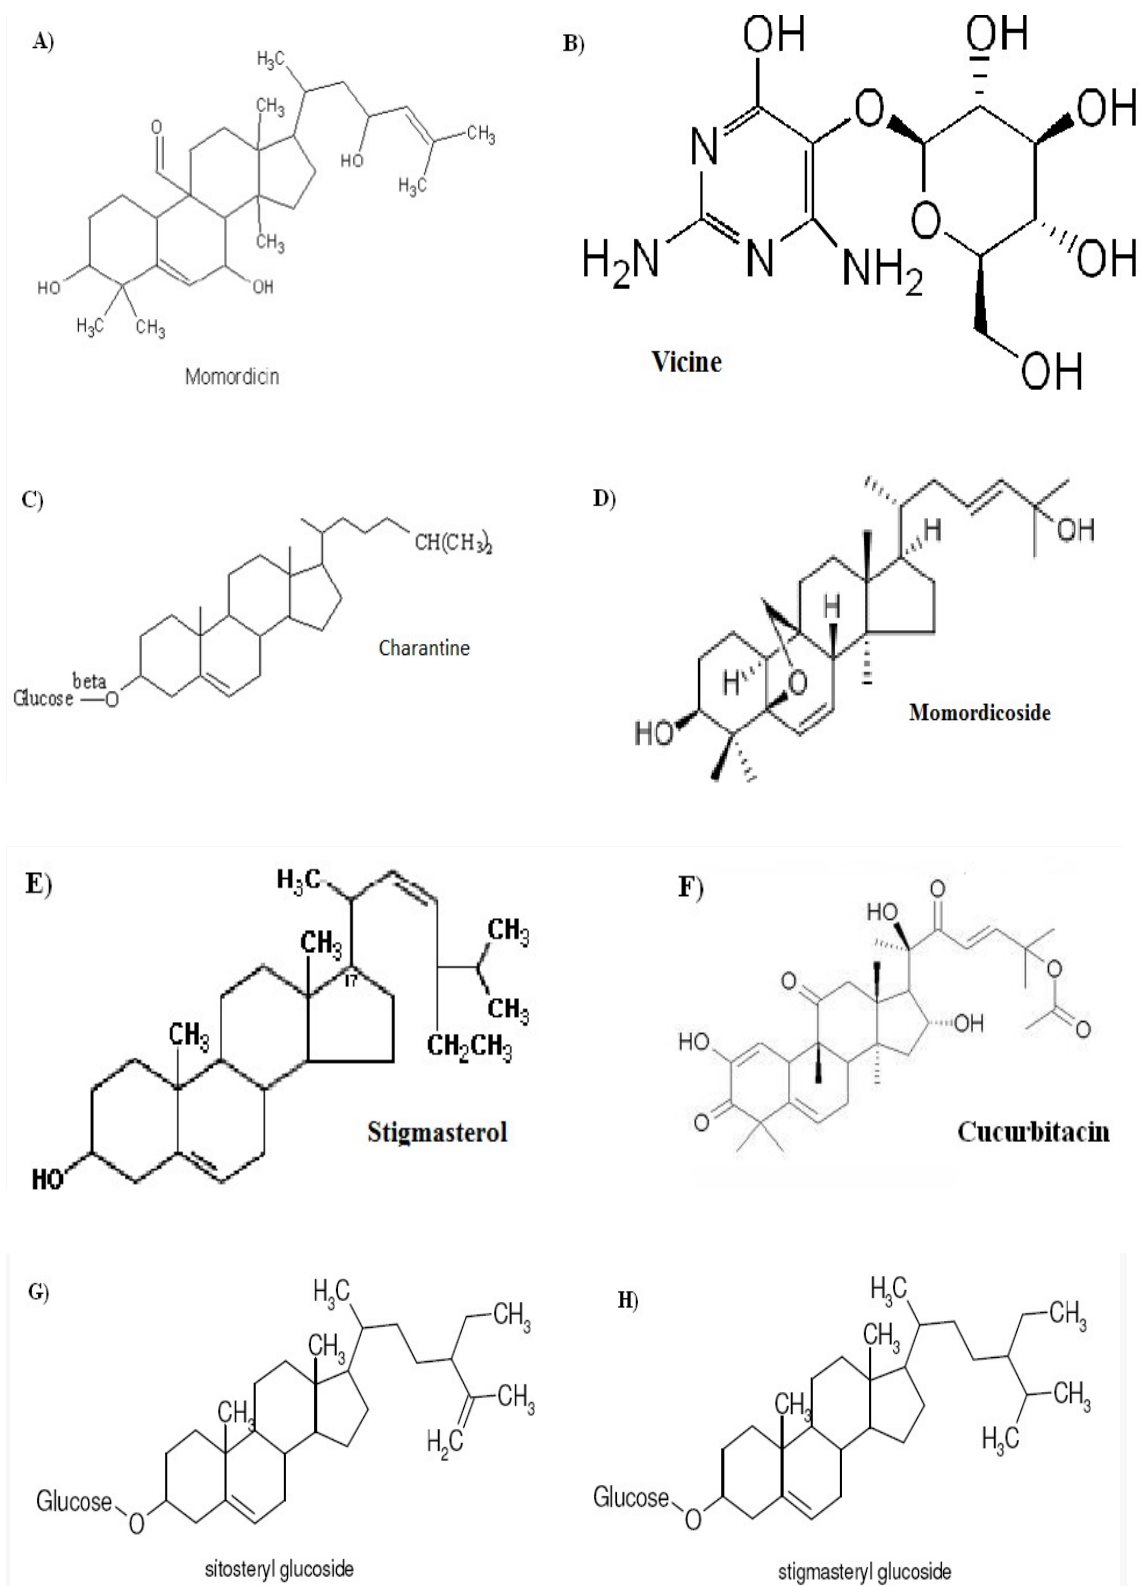 A)
H₃C
CH₃
O
HO
CH₃
H₃C
CH₃
HO
OH
H₃C
CH₃
Momordicin
B)
OH
OH
N
O
OH
H₂N
N
NH₂
O
OH
OH
Vicine
C)
CH(CH₃)₂
beta
Glucose —O
Charantine
D)
H
OH
H
H
O
HO
Momordicoside
E)
H₃C
CH₃
CH₃
17
CH₃
CH₃
CH₂CH₃
HO
Stigmasterol
F)
O
HO
O
O
OH
O
HO
O
Cucurbitacin
G)
H₃C
CH₃
CH₃
CH₃
CH₃
H₂C
Glucose
O
sitosteryl glucoside
H)
H₃C
CH₃
CH₃
CH₃
CH₃
H₃C
Glucose
O
stigmasteryl glucoside